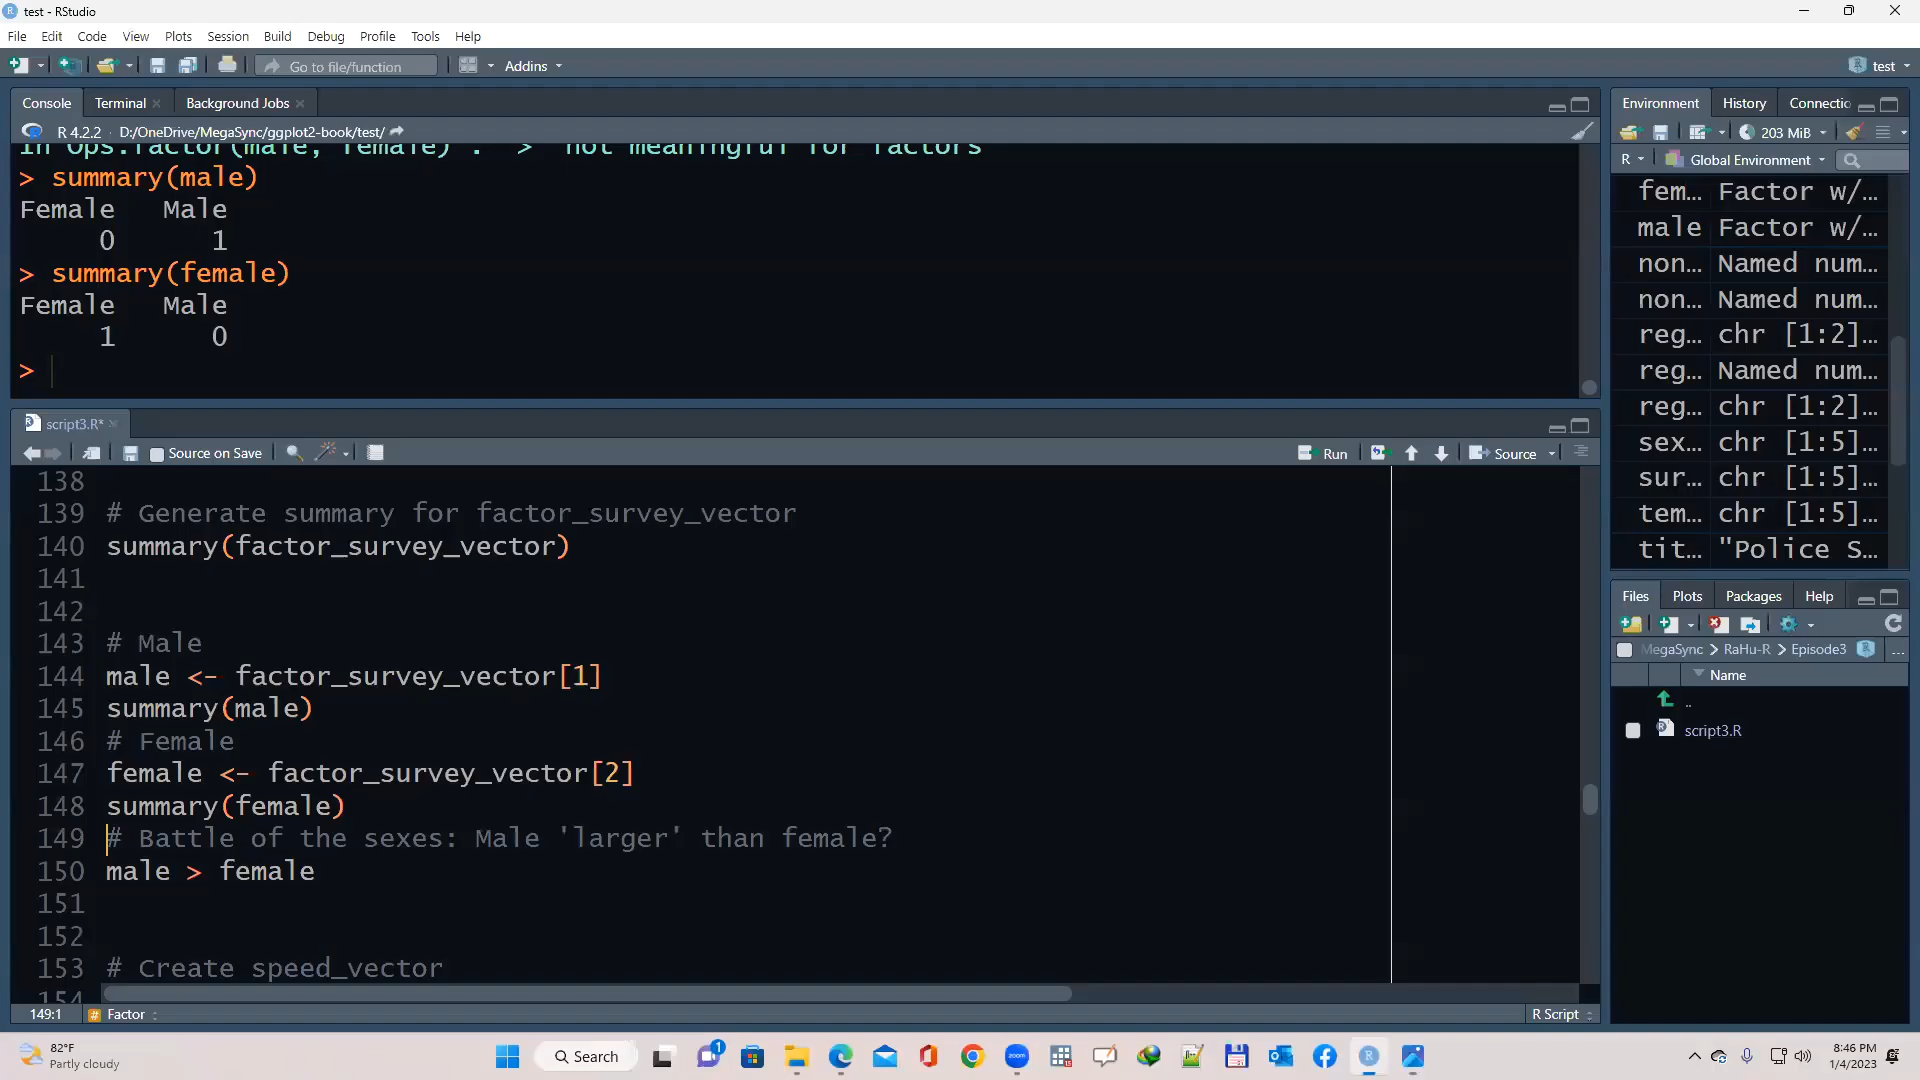 test - RStudio
File Edit Code View Plots Session Build Debug Profile Tools Help
Go to file/function Addins test
Console Terminal Background Jobs
R 4.2.2 · D:/OneDrive/MegaSync/ggplot2-book/test/
In Ops.factor(male, female) : '>' not meaningful for factors
> summary(male)
Female Male
0 1
> summary(female)
Female Male
1 0
>
script3.R*
Source on Save Run Source
138
139 # Generate summary for factor_survey_vector
140 summary(factor_survey_vector)
141
142
143 # Male
144 male <- factor_survey_vector[1]
145 summary(male)
146 # Female
147 female <- factor_survey_vector[2]
148 summary(female)
149 # Battle of the sexes: Male 'larger' than female?
150 male > female
151
152
153 # Create speed_vector
154
149:1 # Factor R Script
Environment History Connectio
203 MiB
R Global Environment
fem... Factor w/...
male Factor w/...
non... Named num...
non... Named num...
reg... chr [1:2]...
reg... Named num...
reg... chr [1:2]...
sex... chr [1:5]...
sur... chr [1:5]...
tem... chr [1:5]...
tit... "Police S...
Files Plots Packages Help
MegaSync > RaHu-R > Episode3 ...
Name
..
script3.R
82°F
Partly cloudy
Search
1
zoom
8:46 PM
1/4/2023